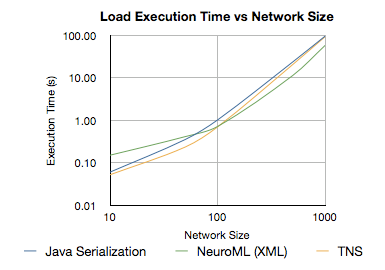 Load Execution Time vs Network Size
100.00
10.00
1.00
0.10
0.01
Execution Time (s)
10 100 1000
Network Size
Java Serialization NeuroML (XML) TNS